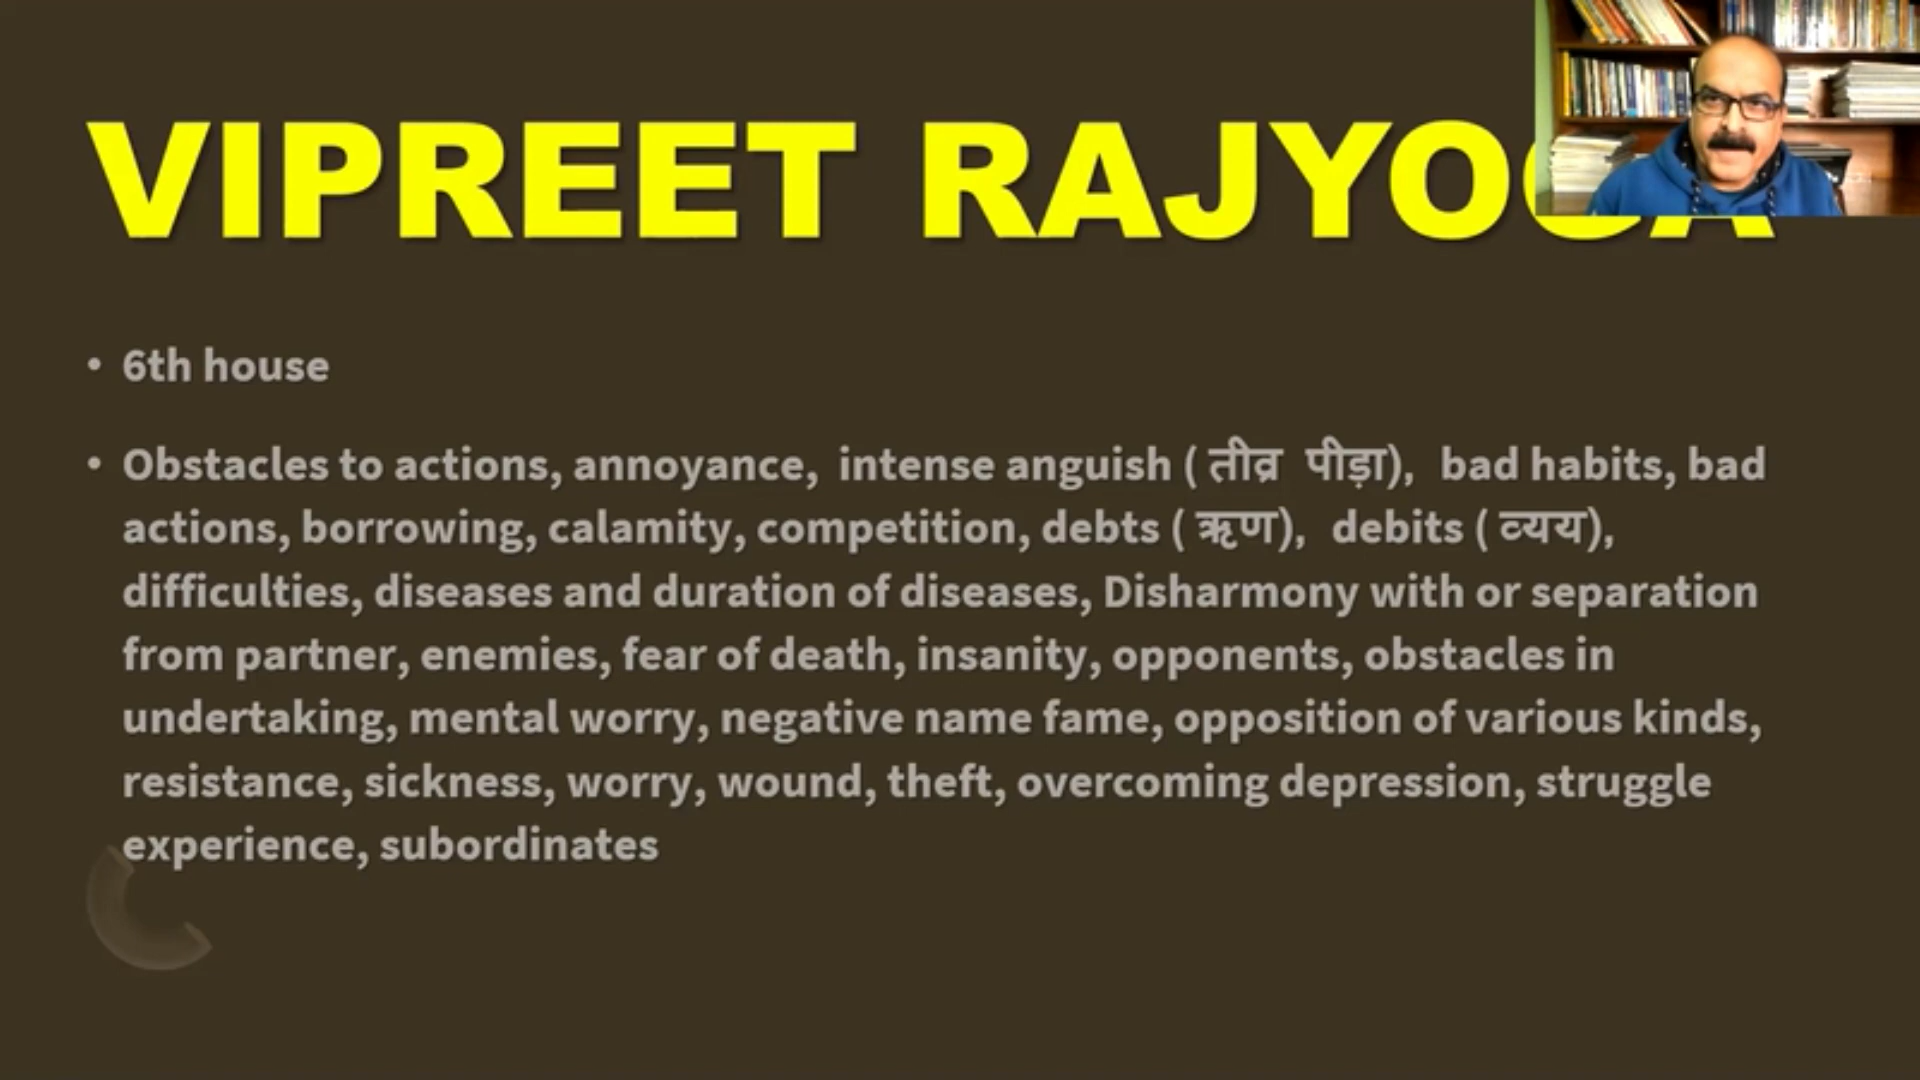 VIPREET RAJYOGA
• 6th house
• Obstacles to actions, annoyance, intense anguish ( तीव्र पीड़ा), bad habits, bad
actions, borrowing, calamity, competition, debts ( ऋण), debits ( व्यय),
difficulties, diseases and duration of diseases, Disharmony with or separation
from partner, enemies, fear of death, insanity, opponents, obstacles in
undertaking, mental worry, negative name fame, opposition of various kinds,
resistance, sickness, worry, wound, theft, overcoming depression, struggle
experience, subordinates